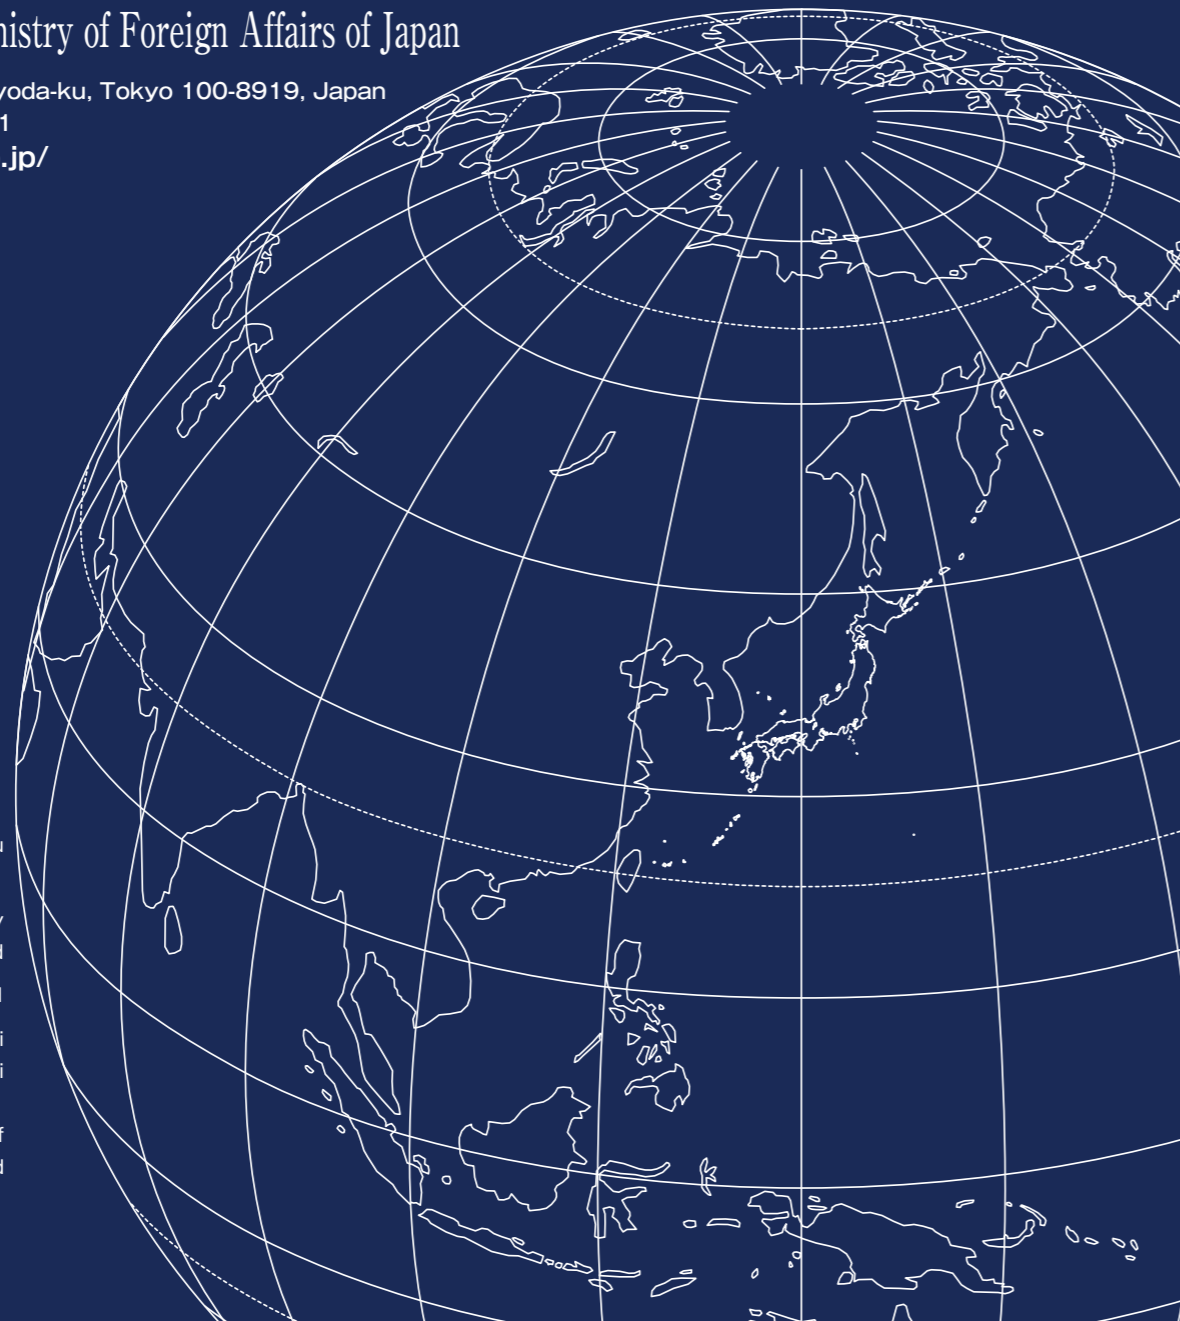 nistry of Foreign Affairs of Japan
yoda-ku, Tokyo 100-8919, Japan
1
.jp/
u
y
d
l
i
i
f
d